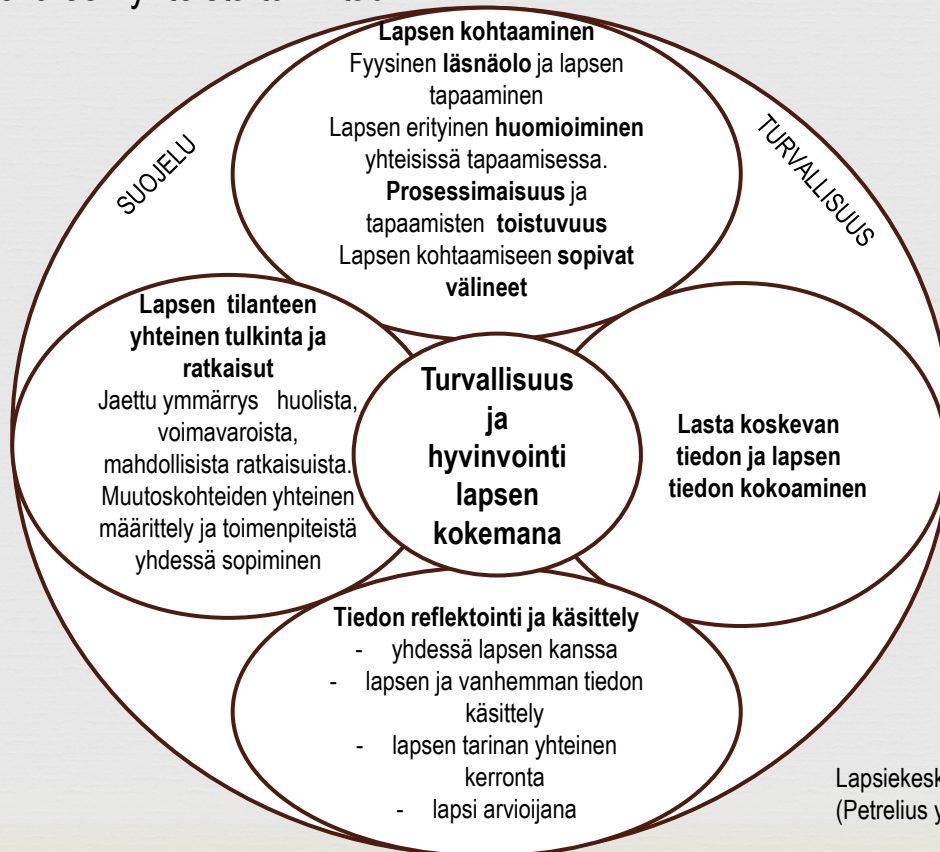 Lapsen kohtaaminen
Fyysinen läsnäolo ja lapsen
tapaaminen
Lapsen erityinen huomioiminen
yhteisissä tapaamisessa.
Prosessimaisuus ja
tapaamisten toistuvuus
Lapsen kohtaamiseen sopivat
välineet
SUOJELU
TURVALLISUUS
Lapsen tilanteen
yhteinen tulkinta ja
ratkaisut
Jaettu ymmärrys huolista,
voimavaroista,
mahdollisista ratkaisuista.
Muutoskohteiden yhteinen
määrittely ja toimenpiteistä
yhdessä sopiminen
Turvallisuus
ja
hyvinvointi
lapsen
kokemana
Lasta koskevan
tiedon ja lapsen
tiedon kokoaminen
Tiedon reflektointi ja käsittely
- yhdessä lapsen kanssa
- lapsen ja vanhemman tiedon
käsittely
- lapsen tarinan yhteinen
kerronta
- lapsi arvioijana
(Petrelius